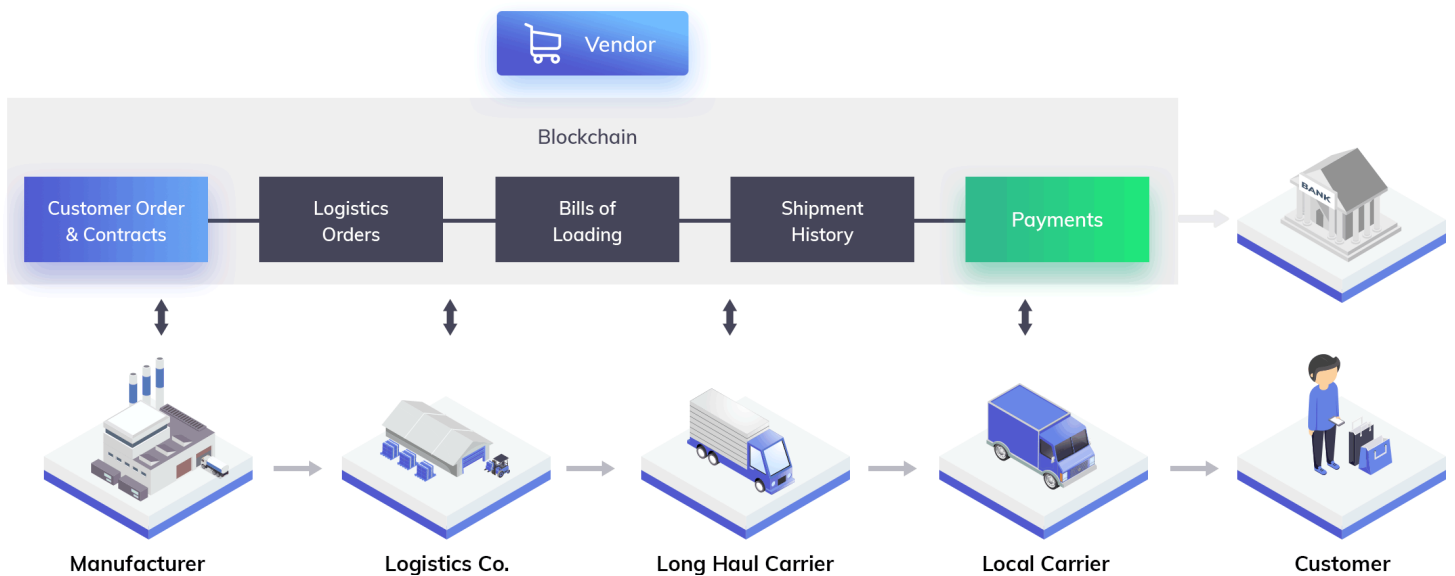 Vendor
Blockchain
Customer Order
& Contracts
Logistics
Orders
Bills of
Loading
Shipment
History
Payments
BANK
Manufacturer
Logistics Co.
Long Haul Carrier
Local Carrier
Customer